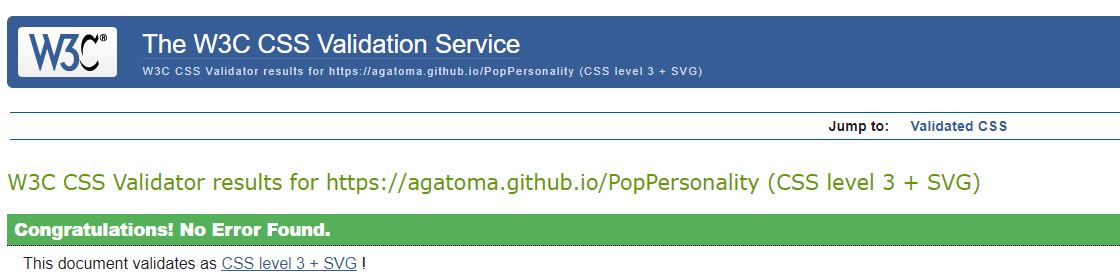 W3C®
The W3C CSS Validation Service
W3C CSS Validator results for https://agatoma.github.io/PopPersonality (CSS level 3 + SVG)
Jump to: Validated CSS
W3C CSS Validator results for https://agatoma.github.io/PopPersonality (CSS level 3 + SVG)
Congratulations! No Error Found.
This document validates as CSS level 3 + SVG !